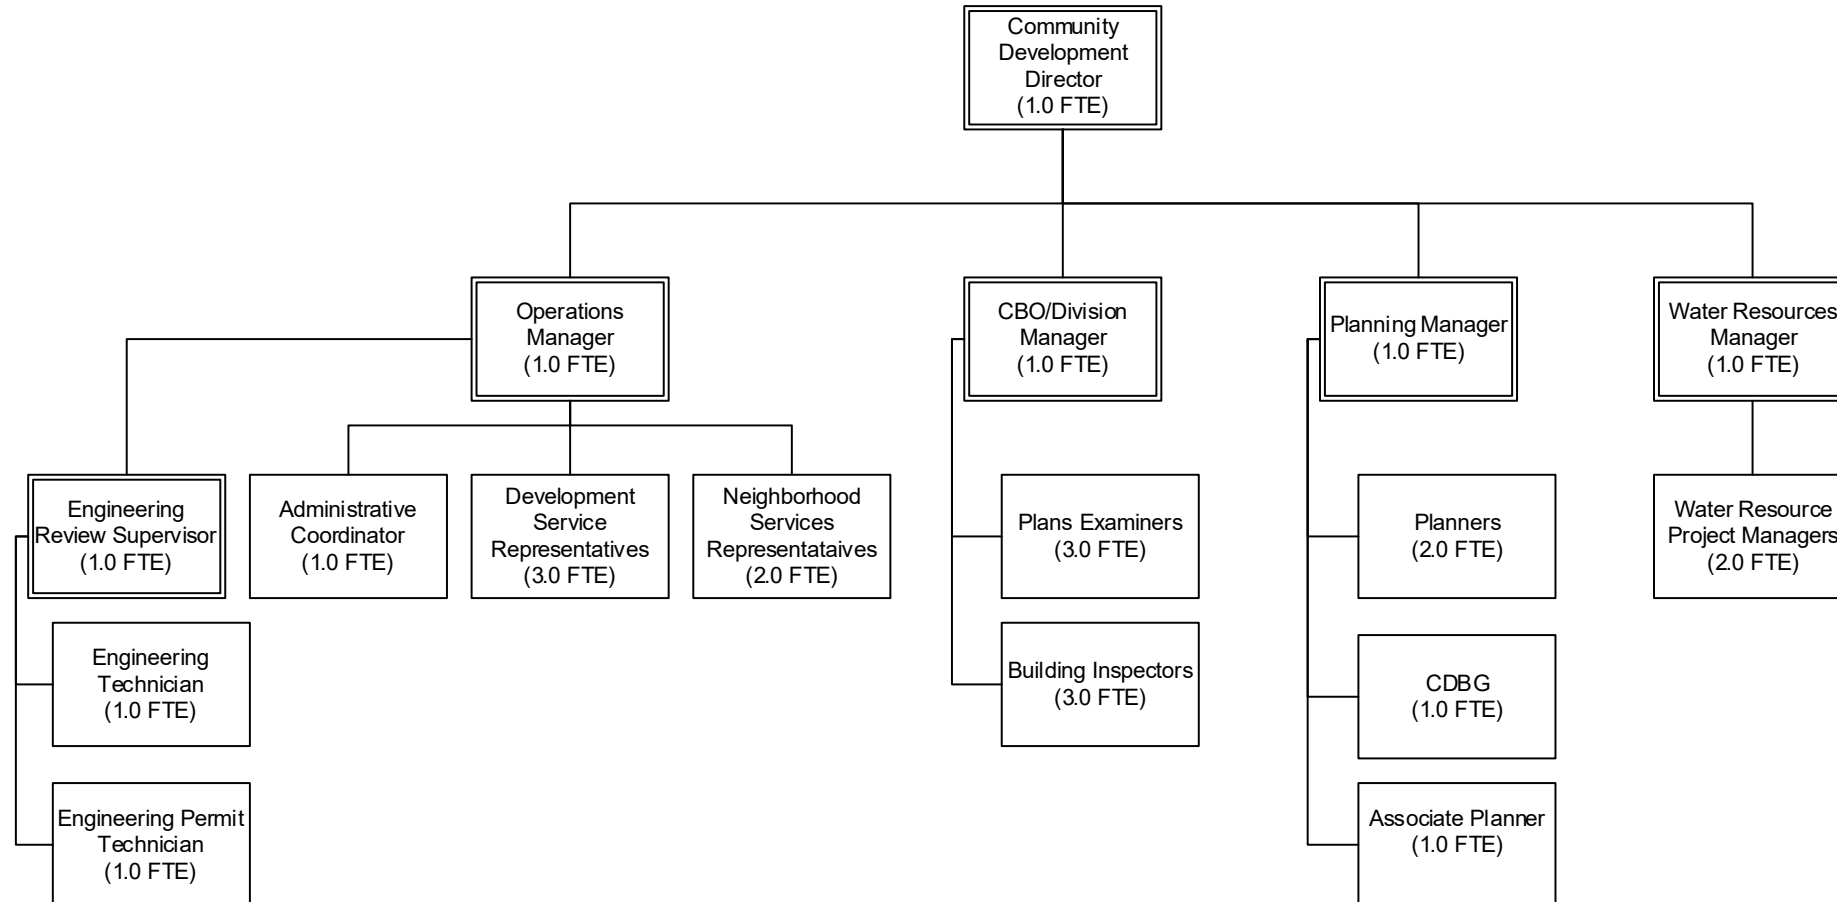 Community
Development
Director
(1.0 FTE)
Operations
Manager
(1.0 FTE)
CBO/Division
Manager
(1.0 FTE)
Planning Manager
(1.0 FTE)
Water Resources
Manager
(1.0 FTE)
Engineering
Review Supervisor
(1.0 FTE)
Administrative
Coordinator
(1.0 FTE)
Development
Service
Representatives
(3.0 FTE)
Neighborhood
Services
Representataives
(2.0 FTE)
Plans Examiners
(3.0 FTE)
Planners
(2.0 FTE)
Water Resource
Project Managers
(2.0 FTE)
Engineering
Technician
(1.0 FTE)
Building Inspectors
(3.0 FTE)
CDBG
(1.0 FTE)
Engineering Permit
Technician
(1.0 FTE)
Associate Planner
(1.0 FTE)